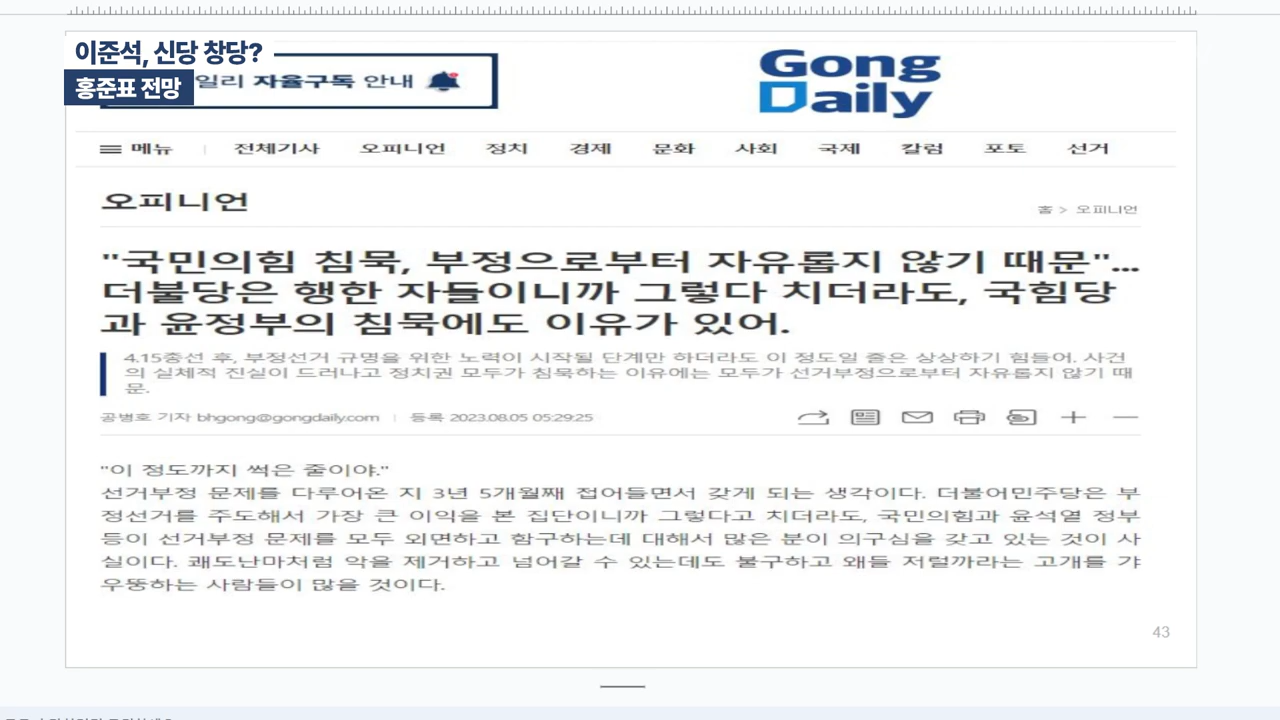 이준석, 신당 창당?
홍준표 전망
일리 자율구독 안내
Gong
Daily
메뉴 전체기사 오피니언 정치 경제 문화 사회 국제 칼럼 포토 선거
오피니언
홈 > 오피니언
"국민의힘 침묵, 부정으로부터 자유롭지 않기 때문"...
더불당은 행한 자들이니까 그렇다 치더라도, 국힘당
과 윤정부의 침묵에도 이유가 있어.
4.15총선 후, 부정선거 규명을 위한 노력이 시작될 단계만 하더라도 이 정도일 줄은 상상하기 힘들어. 사건
의 실체적 진실이 드러나고 정치권 모두가 침묵하는 이유에는 모두가 선거부정으로부터 자유롭지 않기 때
문.
공병호 기자 bhgong@gongdaily.com 등록 2023.08.05 05:29:25
"이 정도까지 썩은 줄이야."
선거부정 문제를 다루어온 지 3년 5개월째 접어들면서 갖게 되는 생각이다. 더불어민주당은 부
정선거를 주도해서 가장 큰 이익을 본 집단이니까 그렇다고 치더라도, 국민의힘과 윤석열 정부
등이 선거부정 문제를 모두 외면하고 함구하는데 대해서 많은 분이 의구심을 갖고 있는 것이 사
실이다. 쾌도난마처럼 악을 제거하고 넘어갈 수 있는데도 불구하고 왜들 저럴까라는 고개를 갸
우뚱하는 사람들이 많을 것이다.
43